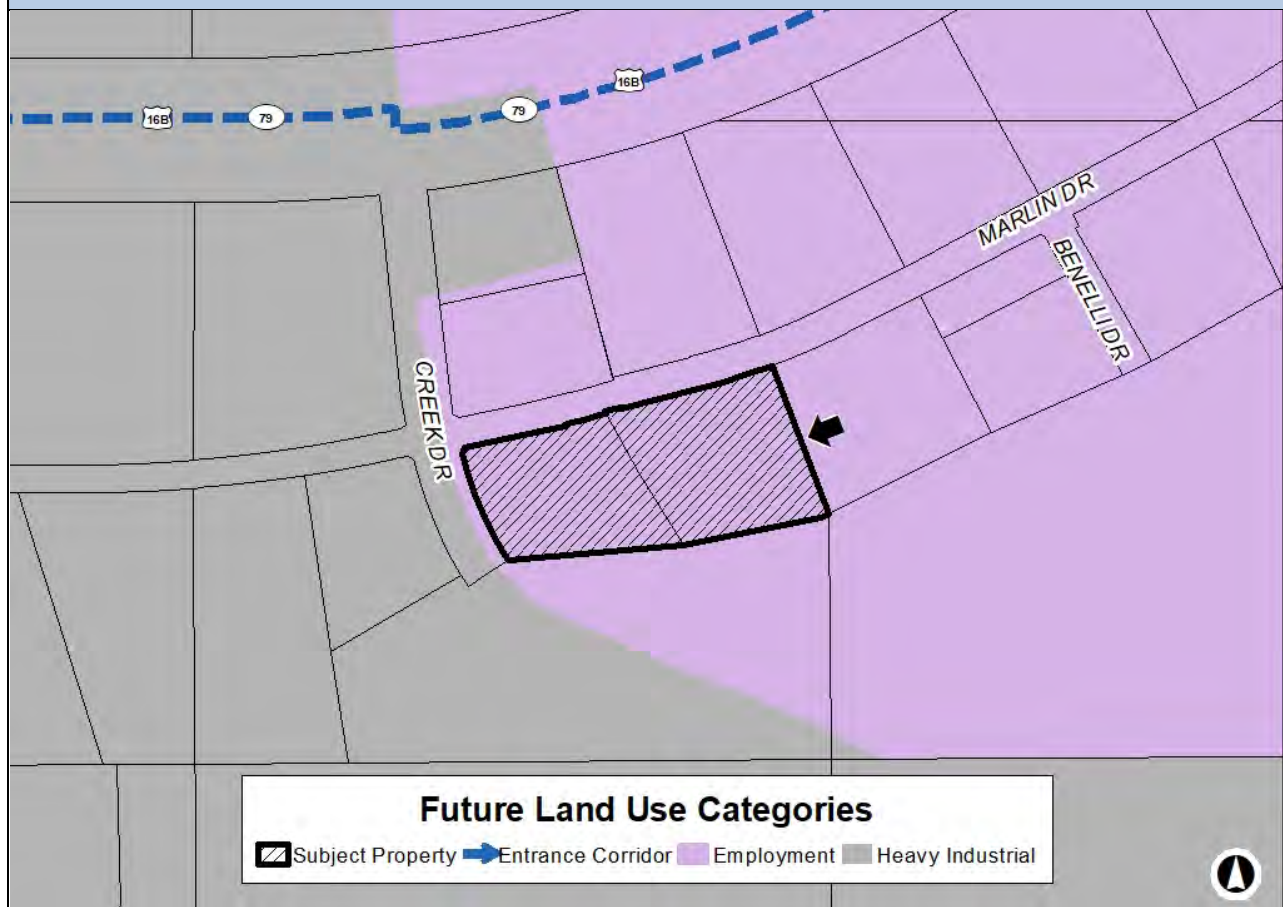 16B
79
79
16B
MARLIN DR
BENELLI DR
CREEK DR
Future Land Use Categories
Subject Property Entrance Corridor Employment Heavy Industrial